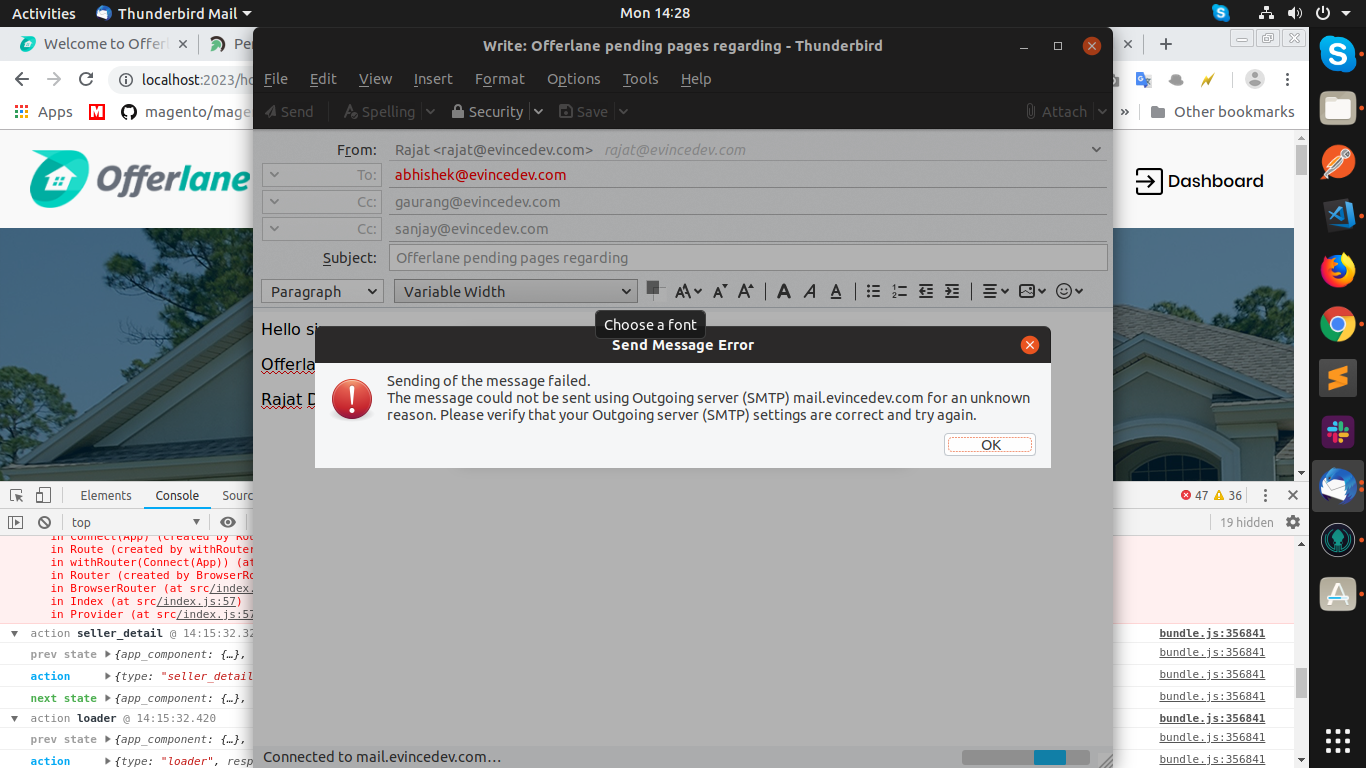 Activities Thunderbird Mail Mon 14:28
Welcome to Offer
Write: Offerlane pending pages regarding - Thunderbird
localhost:2023/ho
File Edit View Insert Format Options Tools Help
Apps magento/mage
Send Spelling Security Save Attach
» Other bookmarks
From: Rajat <rajat@evincedev.com> rajat@evincedev.com
To: abhishek@evincedev.com
Cc: gaurang@evincedev.com
Cc: sanjay@evincedev.com
Subject: Offerlane pending pages regarding
Offerlane
Dashboard
Paragraph Variable Width
Choose a font
Hello si
Offerla
Rajat D
Send Message Error
Sending of the message failed.
The message could not be sent using Outgoing server (SMTP) mail.evincedev.com for an unknown
reason. Please verify that your Outgoing server (SMTP) settings are correct and try again.
OK
Elements Console Sourc 47 36
top 19 hidden
in Connect(App) (created by Rou
in Route (created by withRouter
in withRouter(Connect(App)) (at
in Router (created by BrowserRo
in BrowserRouter (at src/index.
in Index (at src/index.js:57)
in Provider (at src/index.js:57
action seller_detail @ 14:15:32.32 bundle.js:356841
prev state {app_component: {…}, bundle.js:356841
action {type: "seller_detail bundle.js:356841
next state {app_component: {…}, bundle.js:356841
action loader @ 14:15:32.420 bundle.js:356841
prev state {app_component: {…}, bundle.js:356841
action {type: "loader", resp bundle.js:356841
Connected to mail.evincedev.com…